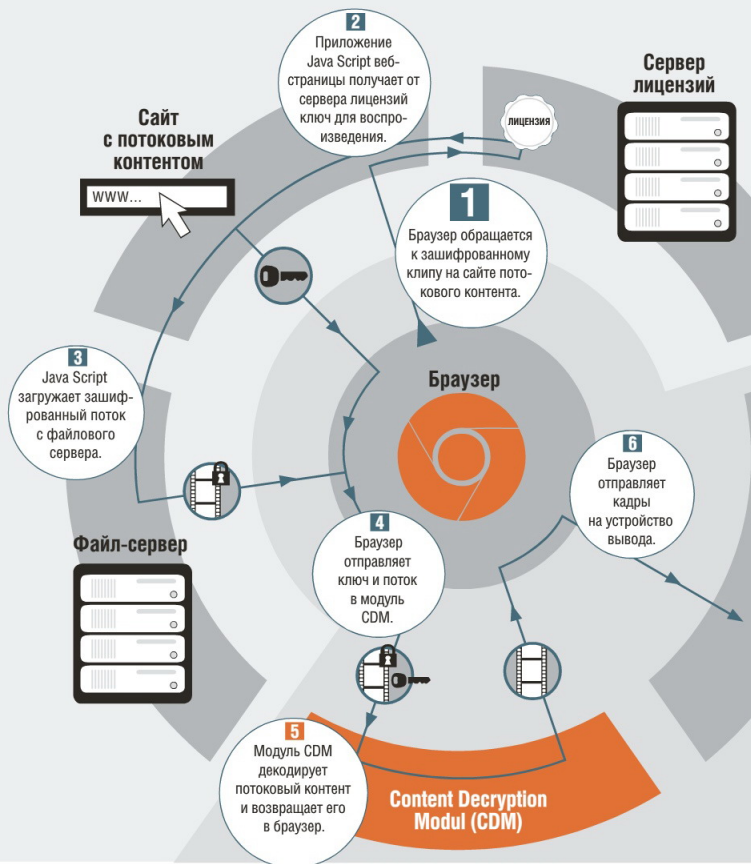 2
Приложение
Java Script веб-
страницы получает от
сервера лицензий
ключ для воспро-
изведения.
Сервер
лицензий
Сайт
с потоковым
контентом
WWW...
ЛИЦЕНЗИЯ
1
Браузер обращается
к зашифрованному
клипу на сайте пото-
кового контента.
3
Java Script
загружает зашиф-
рованный поток
с файлового
сервера.
Браузер
6
Браузер
отправляет
кадры
на устройство
вывода.
4
Браузер
отправляет
ключ и поток
в модуль
CDM.
Файл-сервер
5
Модуль CDM
декодирует
потоковый контент
и возвращает его
в браузер.
Content Decryption
Modul (CDM)